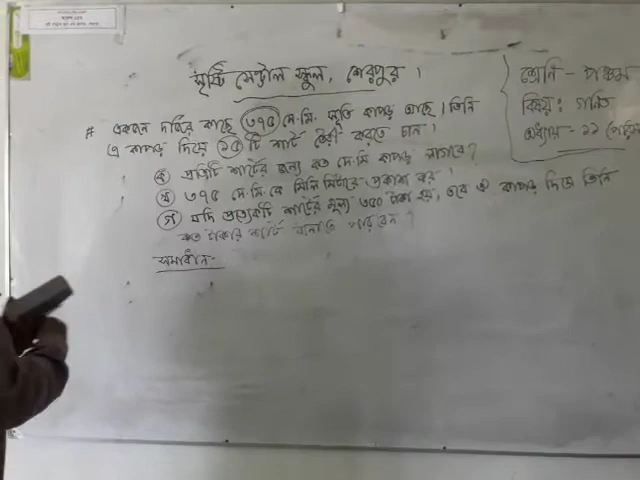 সৃষ্টি সেন্ট্রাল স্কুল, শেরপুর।
শ্রেণি - পঞ্চম
বিষয়: গণিত
অধ্যায় - ১১
# একজন দর্জির কাছে ৩৭৫ সে.মি. সুতি কাপড় আছে। তিনি
এ কাপড় দিয়ে ১৫ টি শার্ট তৈরী করতে চান।
ক) প্রতিটি শার্টের জন্য কত সে.মি কাপড় লাগবে?
খ) ৩৭৫ সে.মি. কে মিলি মিটারে প্রকাশ কর।
গ) যদি প্রত্যেকটি শার্টের মূল্য ৩৫০ টাকা হয়, তবে ঐ কাপড় দিয়ে তিনি
কত টাকার শার্ট বানাতে পারবেন?
সমাধান-